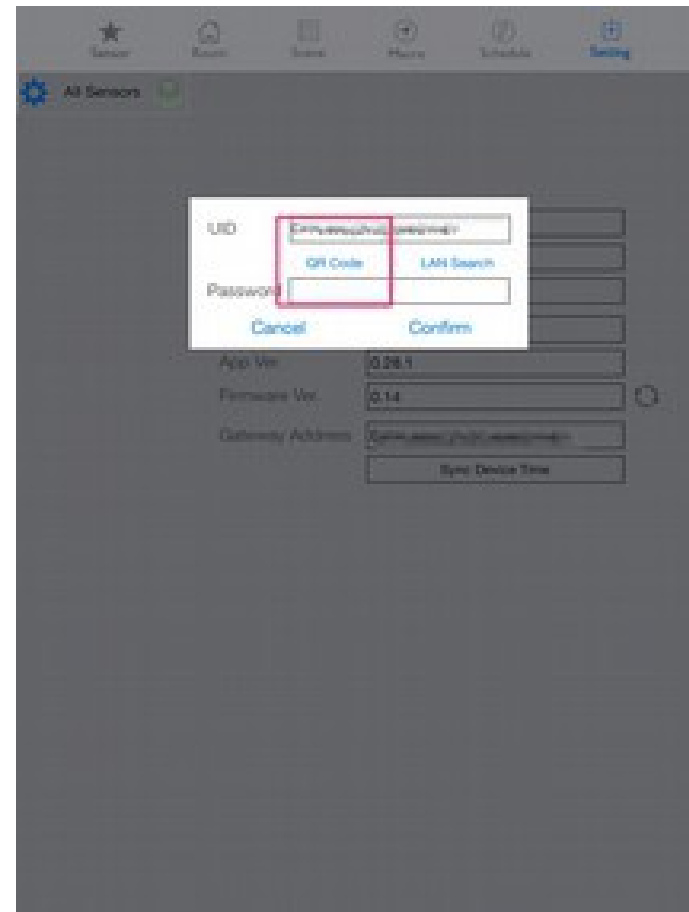 Sensor Room Scene Macro Schedule Setting
All Sensors
UID
QR Code LAN Search
Password
Cancel Confirm
App Ver. 0.28.1
Firmware Ver. 0.14
Gateway Address
Sync Device Time